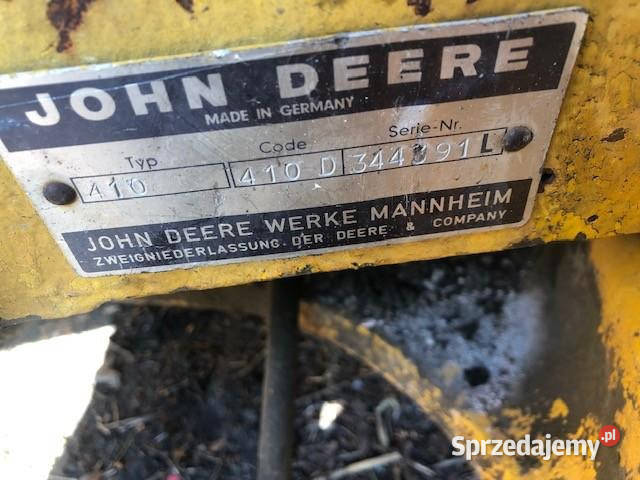 JOHN DEERE
MADE IN GERMANY
Typ Code Serie-Nr.
410 410 D 344391 L
JOHN DEERE WERKE MANNHEIM
ZWEIGNIEDERLASSUNG DER DEERE & COMPANY
Sprzedajemy.pl